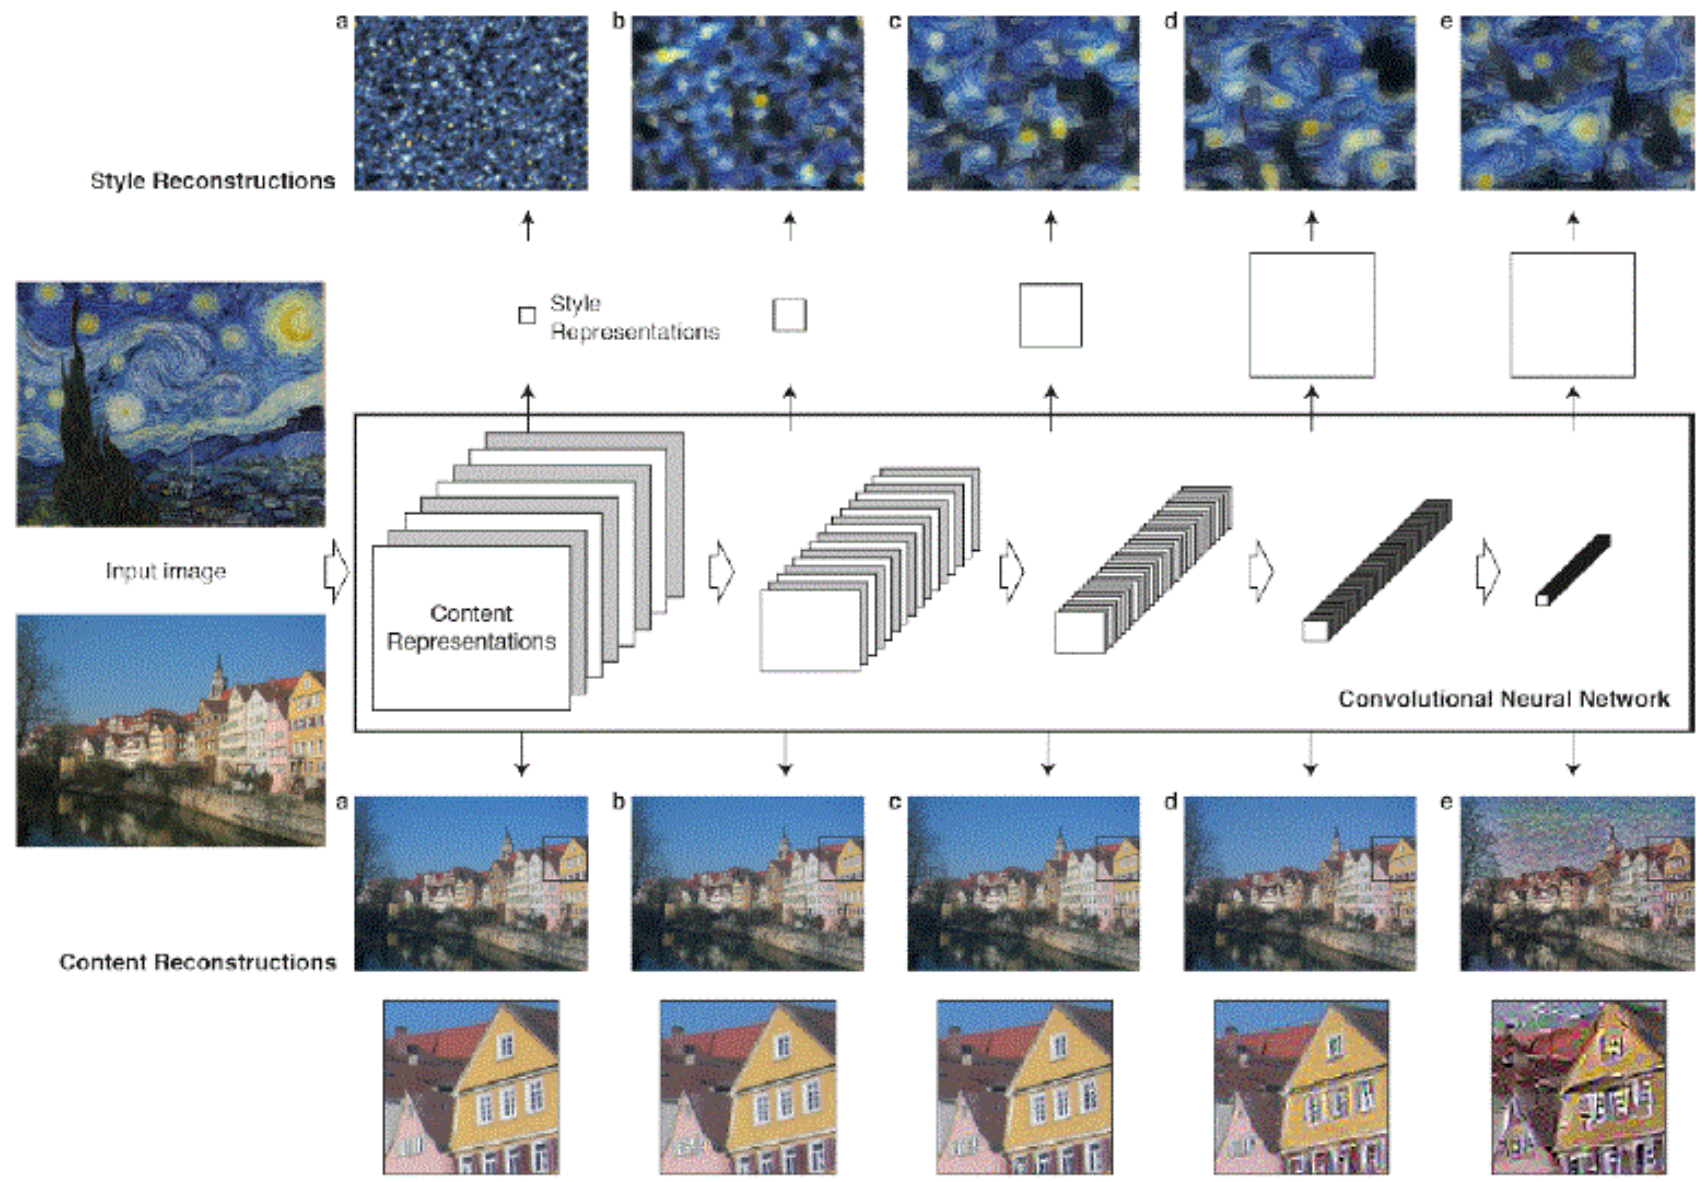 a
b
c
d
e
Style Reconstructions
Style
Representations
Input image
Content
Representations
Convolutional Neural Network
a
b
c
d
e
Content Reconstructions